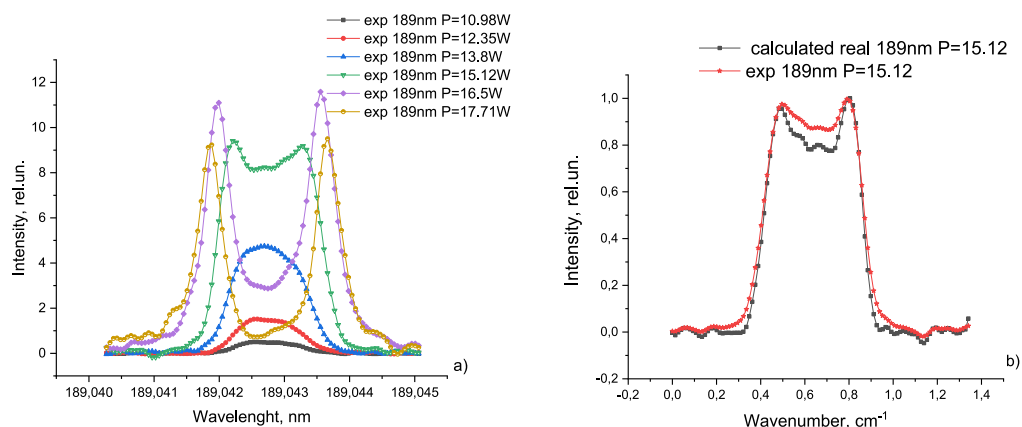 exp 189nm P=10.98W
exp 189nm P=12.35W
exp 189nm P=13.8W
exp 189nm P=15.12W
exp 189nm P=16.5W
exp 189nm P=17.71W
12
10
8
6
4
2
0
Intensity, rel.un.
189,040 189,041 189,042 189,043 189,044 189,045
Wavelenght, nm
a)
calculated real 189nm P=15.12
exp 189nm P=15.12
1,0
0,8
0,6
0,4
0,2
0,0
-0,2
Intensity, rel.un.
-0,2 0,0 0,2 0,4 0,6 0,8 1,0 1,2 1,4
Wavenumber, cm⁻¹
b)